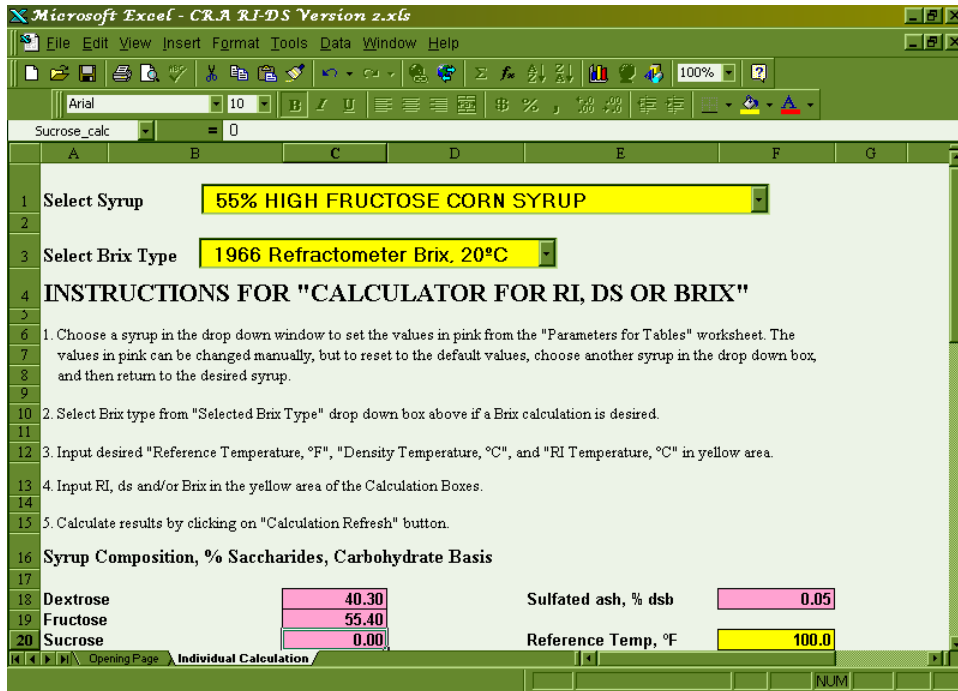 Microsoft Excel - CRA RI-DS Version 2.xls
File Edit View Insert Format Tools Data Window Help
100%
Arial 10 B I U $ % ,
Sucrose_calc = 0
A B C D E F G
1 Select Syrup 55% HIGH FRUCTOSE CORN SYRUP
2
3 Select Brix Type 1966 Refractometer Brix, 20ºC
4 INSTRUCTIONS FOR "CALCULATOR FOR RI, DS OR BRIX"
5
6 1. Choose a syrup in the drop down window to set the values in pink from the "Parameters for Tables" worksheet. The
7 values in pink can be changed manually, but to reset to the default values, choose another syrup in the drop down box,
8 and then return to the desired syrup.
9
10 2. Select Brix type from "Selected Brix Type" drop down box above if a Brix calculation is desired.
11
12 3. Input desired "Reference Temperature, ºF", "Density Temperature, ºC", and "RI Temperature, ºC" in yellow area.
13 4. Input RI, ds and/or Brix in the yellow area of the Calculation Boxes.
14
15 5. Calculate results by clicking on "Calculation Refresh" button.
16 Syrup Composition, % Saccharides, Carbohydrate Basis
17
18 Dextrose 40.30 Sulfated ash, % dsb 0.05
19 Fructose 55.40
20 Sucrose 0.00 Reference Temp, ºF 100.0
Opening Page Individual Calculation
NUM